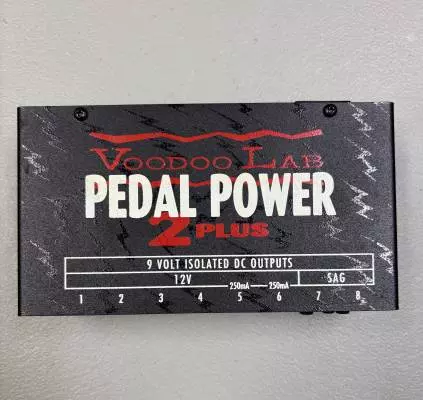 VOODOO LAB
PEDAL POWER
2 PLUS
9 VOLT ISOLATED DC OUTPUTS
12V SAG
250mA 250mA
1 2 3 4 5 6 7 8